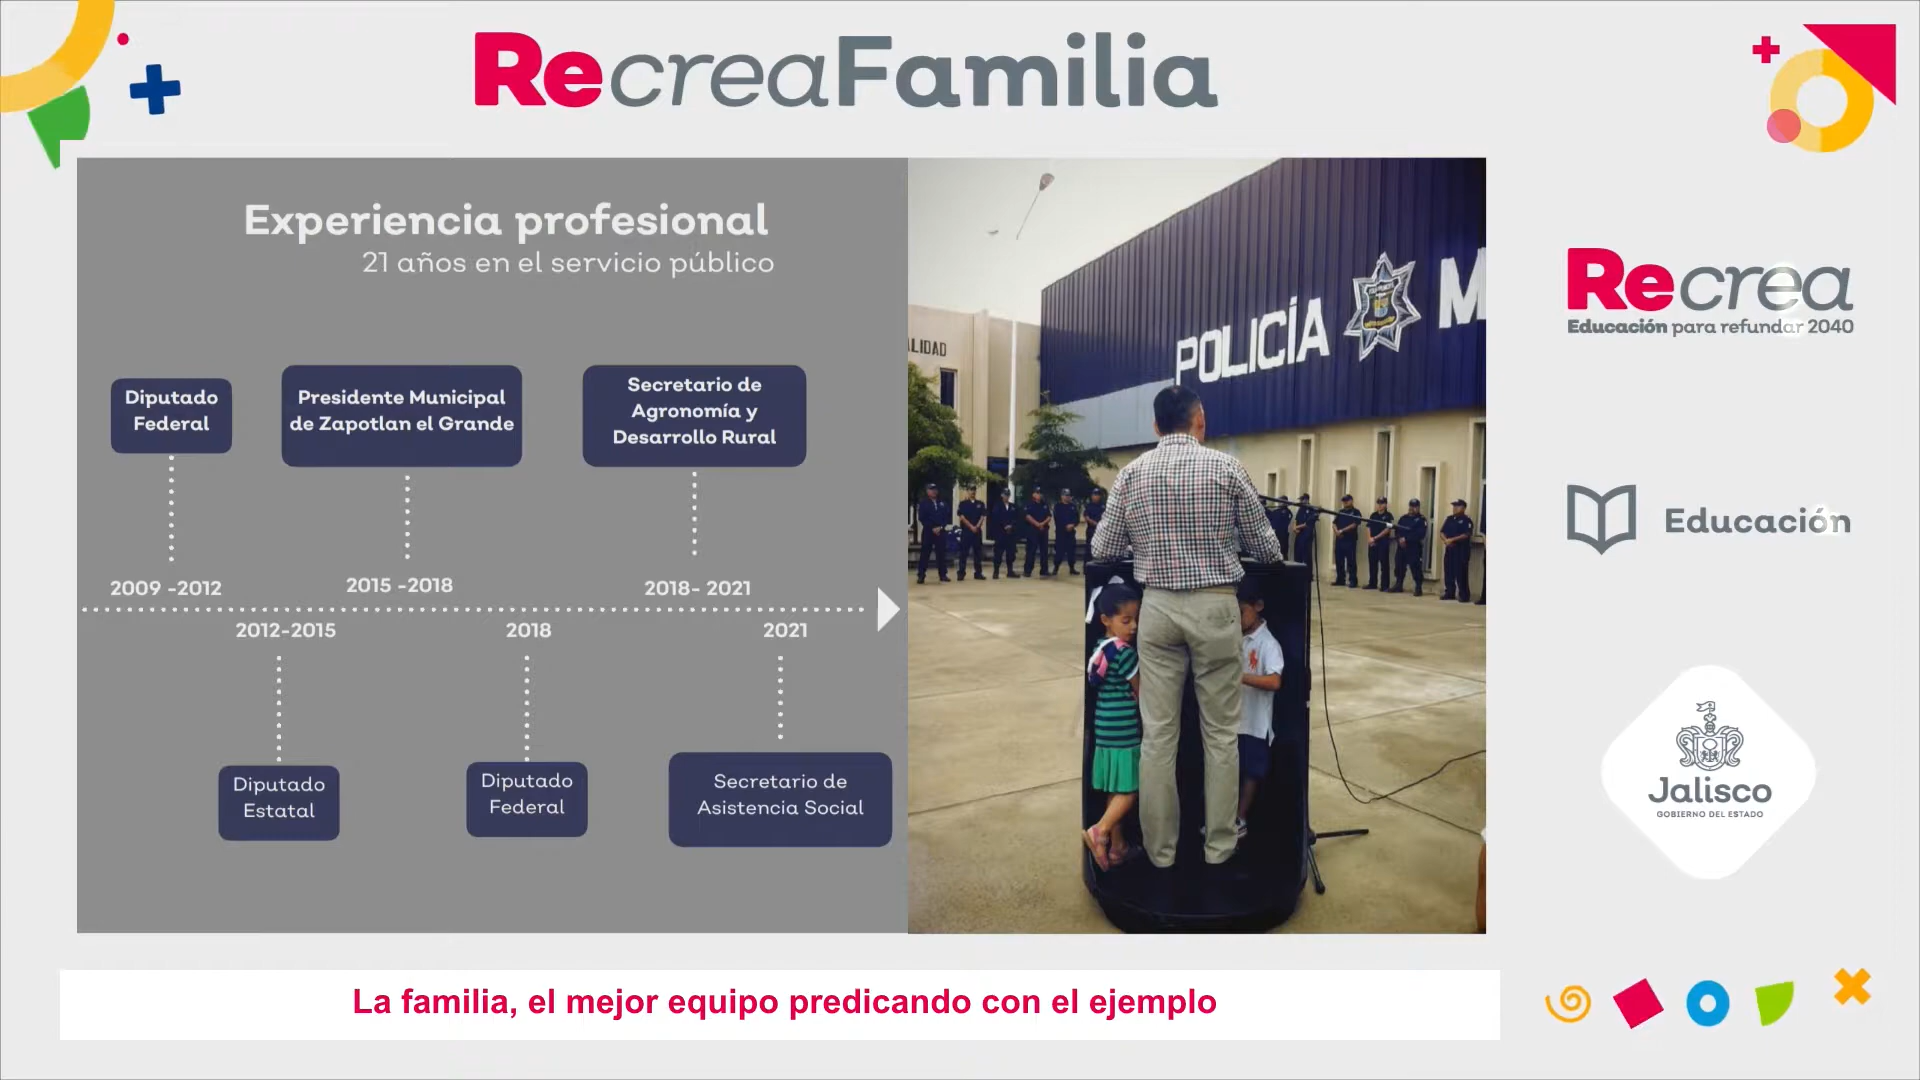 RecreaFamilia
Experiencia profesional
21 años en el servicio público
Diputado
Federal
Presidente Municipal
de Zapotlan el Grande
Secretario de
Agronomía y
Desarrollo Rural
2009 -2012
2015 -2018
2018- 2021
2012-2015
2018
2021
Diputado
Estatal
Diputado
Federal
Secretario de
Asistencia Social
LIDAD
POLICÍA M
Recrea
Educación para refundar 2040
Educación
Jalisco
GOBIERNO DEL ESTADO
La familia, el mejor equipo predicando con el ejemplo